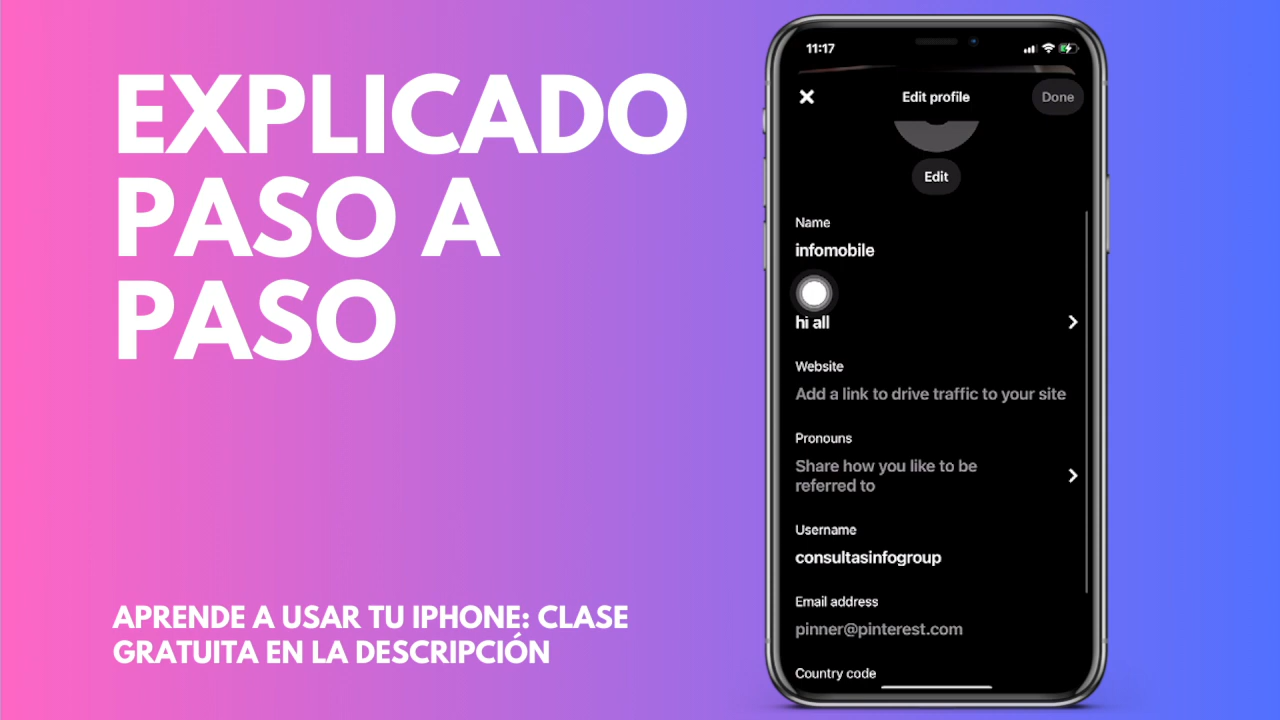 EXPLICADO
PASO A
PASO
APRENDE A USAR TU IPHONE: CLASE
GRATUITA EN LA DESCRIPCIÓN
11:17
Edit profile
Done
Edit
Name
infomobile
hi all
Website
Add a link to drive traffic to your site
Pronouns
Share how you like to be
referred to
Username
consultasinfogroup
Email address
pinner@pinterest.com
Country code